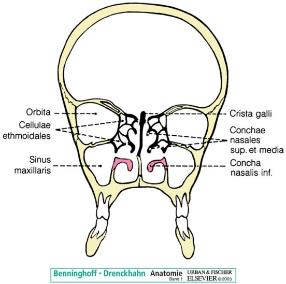 Orbita
Cellulae
ethmoidales
Sinus
maxillaris
Crista galli
Conchae
nasales
sup. et media
Concha
nasalis inf.
Benninghoff • Drenckhahn Anatomie
Band 1
URBAN & FISCHER
ELSEVIER ©2003